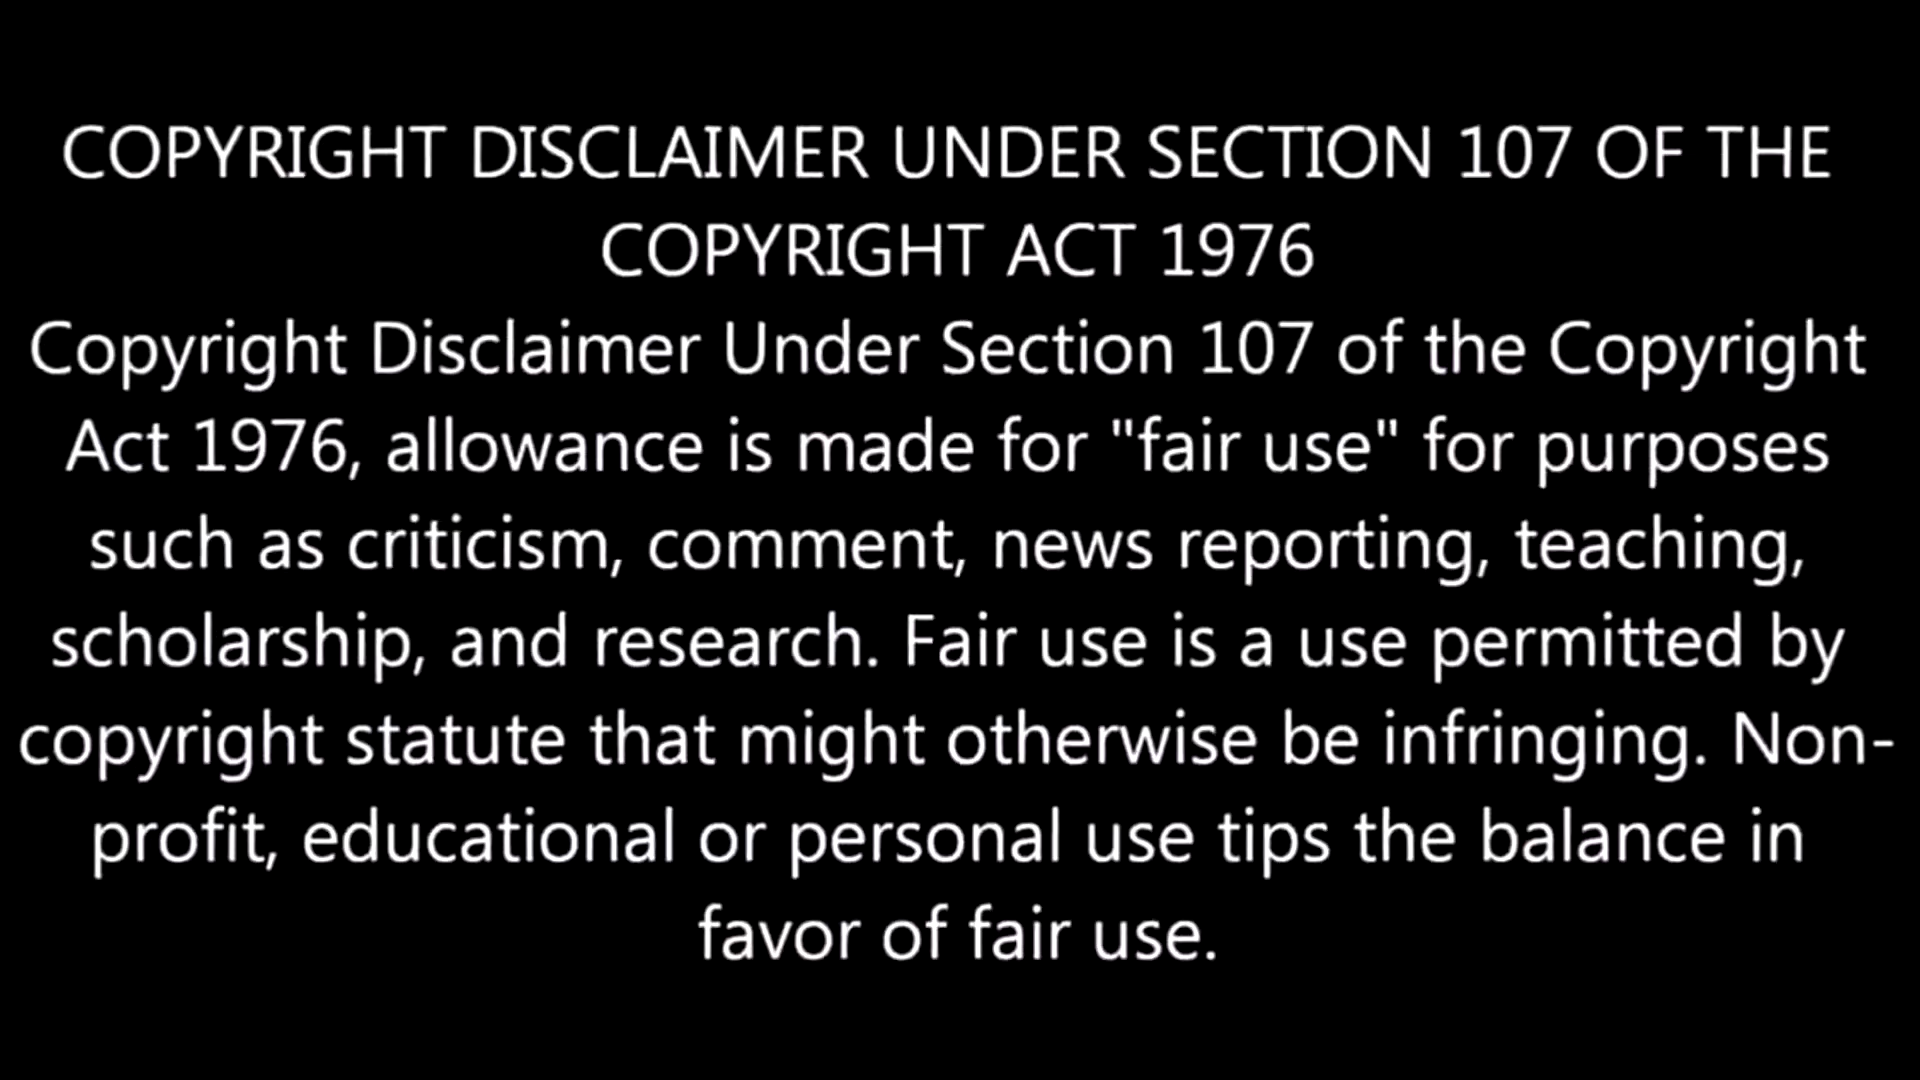 COPYRIGHT DISCLAIMER UNDER SECTION 107 OF THE
COPYRIGHT ACT 1976
Copyright Disclaimer Under Section 107 of the Copyright
Act 1976, allowance is made for "fair use" for purposes
such as criticism, comment, news reporting, teaching,
scholarship, and research. Fair use is a use permitted by
copyright statute that might otherwise be infringing. Non-
profit, educational or personal use tips the balance in
favor of fair use.